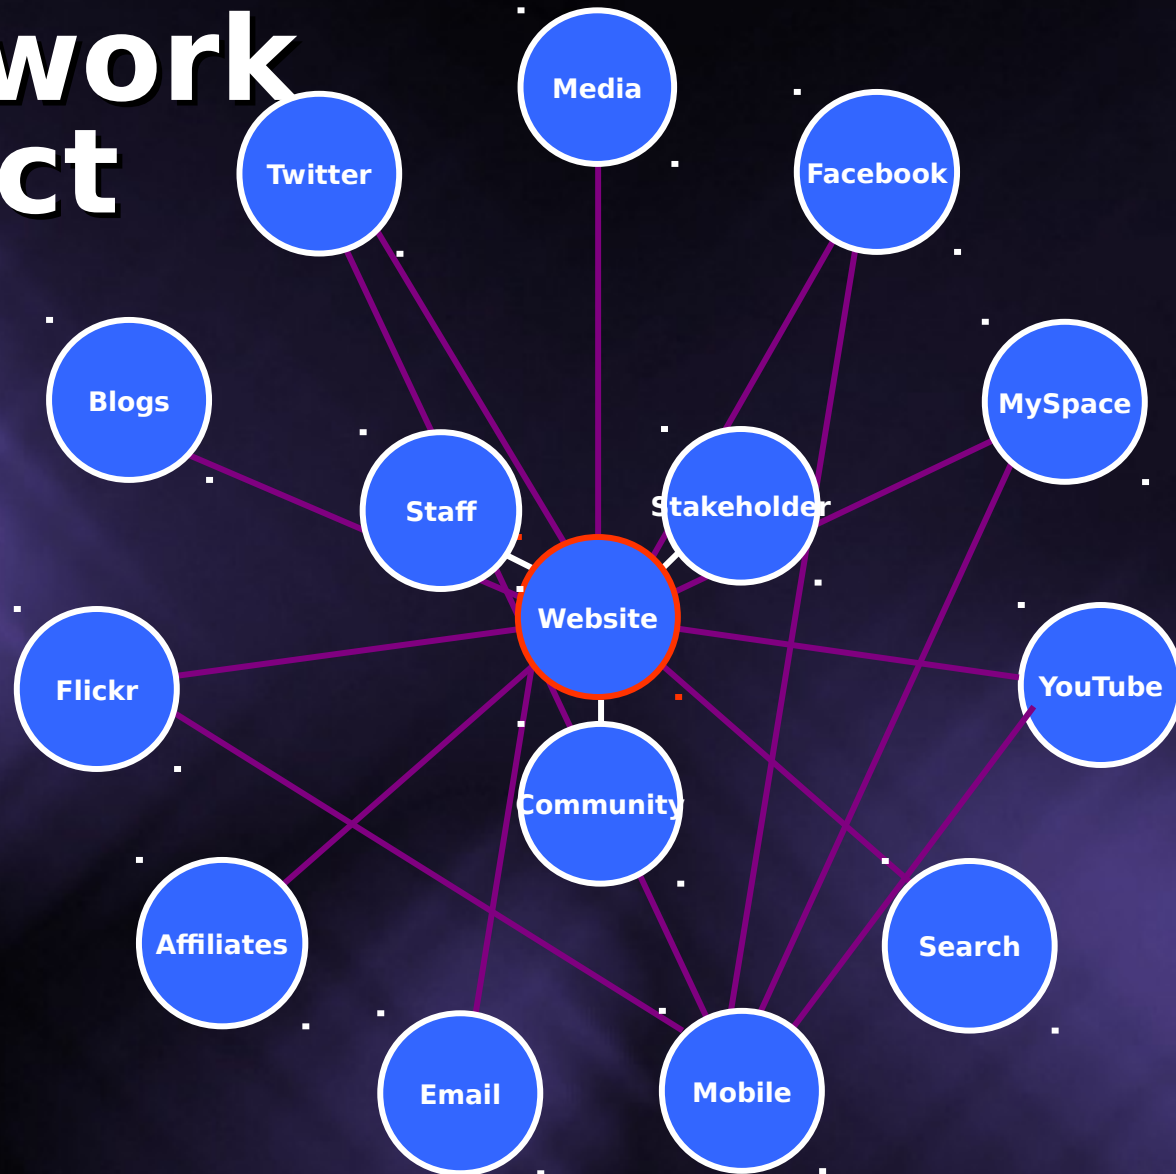 work
ct
Media
Twitter
Facebook
Blogs
MySpace
Staff
Stakeholder
Website
Flickr
YouTube
Community
Affiliates
Search
Email
Mobile